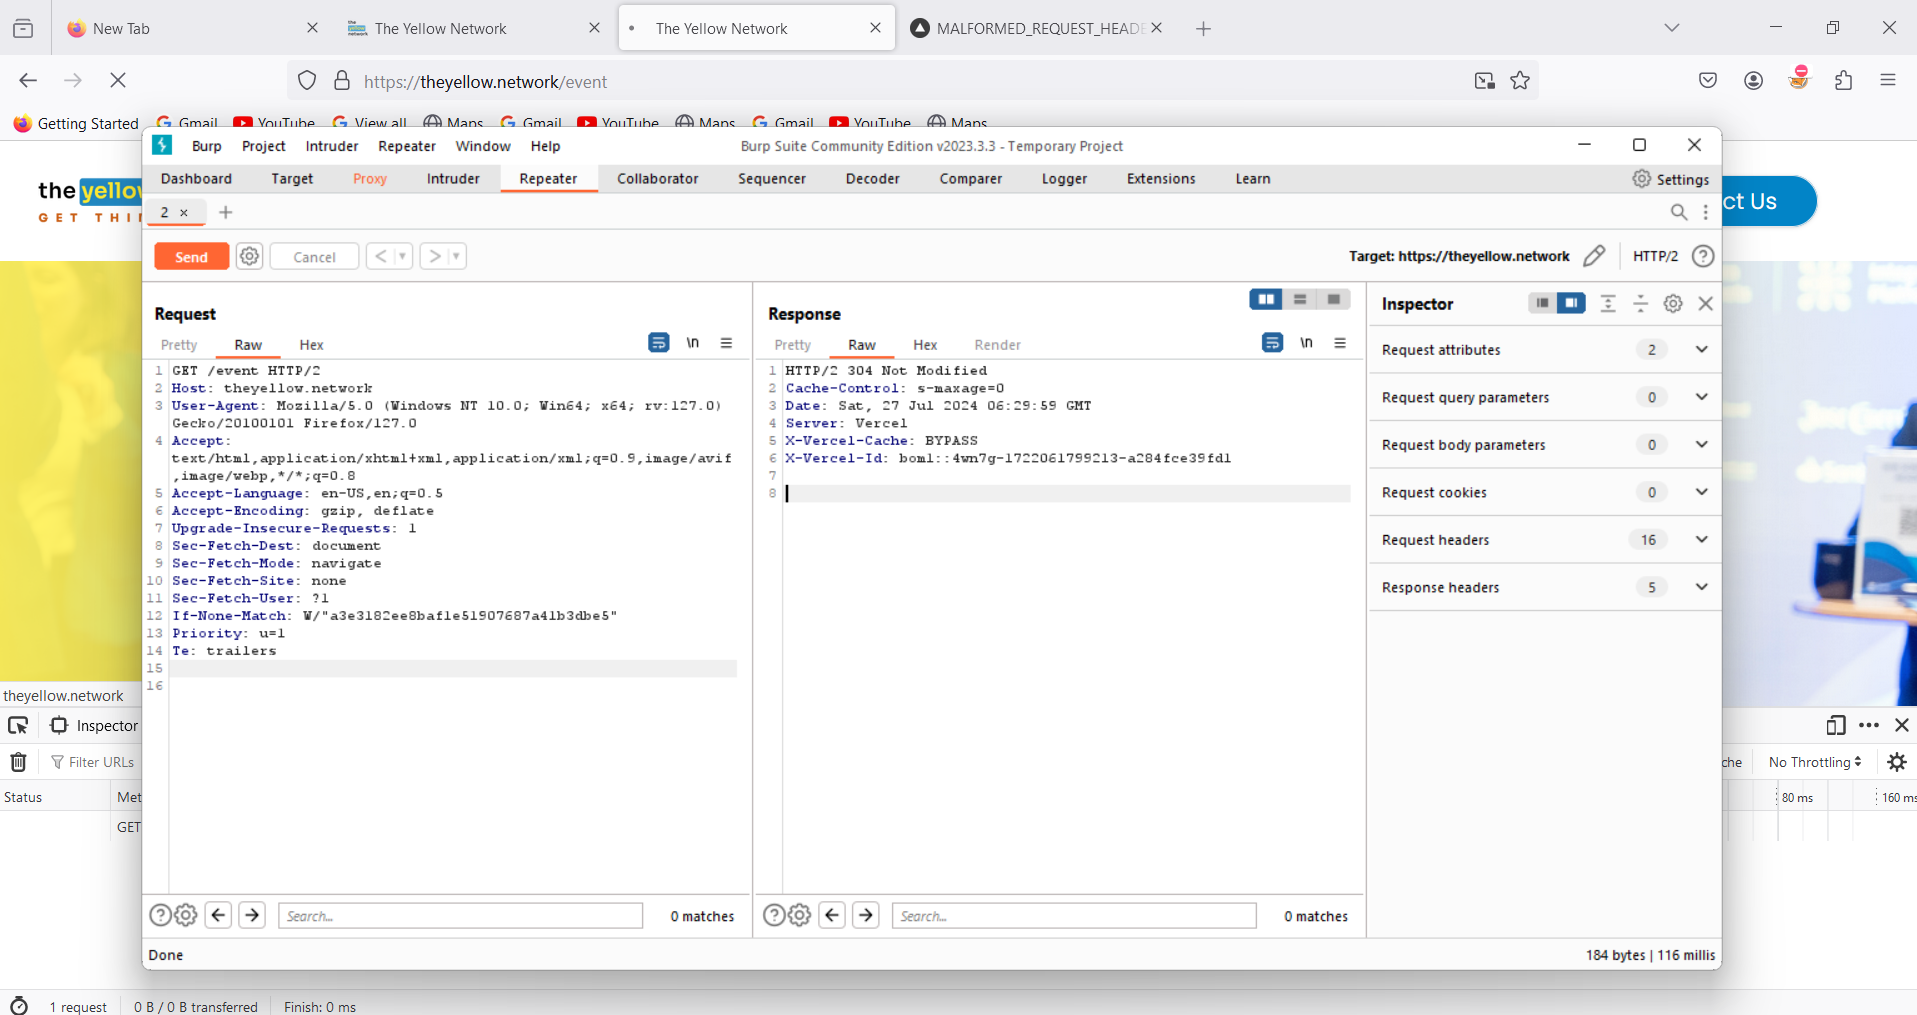 New Tab
The Yellow Network
The Yellow Network
MALFORMED_REQUEST_HEADE
https://theyellow.network/event
Getting Started
Gmail
YouTube
View all
Maps
Gmail
YouTube
Maps
Gmail
YouTube
Maps
the yellow
GET THI
ct Us
Burp Project Intruder Repeater Window Help
Burp Suite Community Edition v2023.3.3 - Temporary Project
Dashboard Target Proxy Intruder Repeater Collaborator Sequencer Decoder Comparer Logger Extensions Learn
Settings
2 × +
Send
Cancel
< >
Target: https://theyellow.network
HTTP/2
Request
Pretty Raw Hex
\n
1 GET /event HTTP/2
2 Host: theyellow.network
3 User-Agent: Mozilla/5.0 (Windows NT 10.0; Win64; x64; rv:127.0)
Gecko/20100101 Firefox/127.0
4 Accept:
text/html,application/xhtml+xml,application/xml;q=0.9,image/avif
,image/webp,*/*;q=0.8
5 Accept-Language: en-US,en;q=0.5
6 Accept-Encoding: gzip, deflate
7 Upgrade-Insecure-Requests: 1
8 Sec-Fetch-Dest: document
9 Sec-Fetch-Mode: navigate
10 Sec-Fetch-Site: none
11 Sec-Fetch-User: ?1
12 If-None-Match: W/"a3e3182ee8baf1e51907687a41b3dbe5"
13 Priority: u=1
14 Te: trailers
15
16
Response
Pretty Raw Hex Render
\n
1 HTTP/2 304 Not Modified
2 Cache-Control: s-maxage=0
3 Date: Sat, 27 Jul 2024 06:29:59 GMT
4 Server: Vercel
5 X-Vercel-Cache: BYPASS
6 X-Vercel-Id: bom1::4wn7g-1722061799213-a284fce39fd1
7
8
Inspector
Request attributes 2
Request query parameters 0
Request body parameters 0
Request cookies 0
Request headers 16
Response headers 5
Search...
0 matches
Search...
0 matches
Done
184 bytes | 116 millis
theyellow.network
Inspector
Filter URLs
che
No Throttling
Status
Met
80 ms
160 ms
GET
1 request
0 B / 0 B transferred
Finish: 0 ms